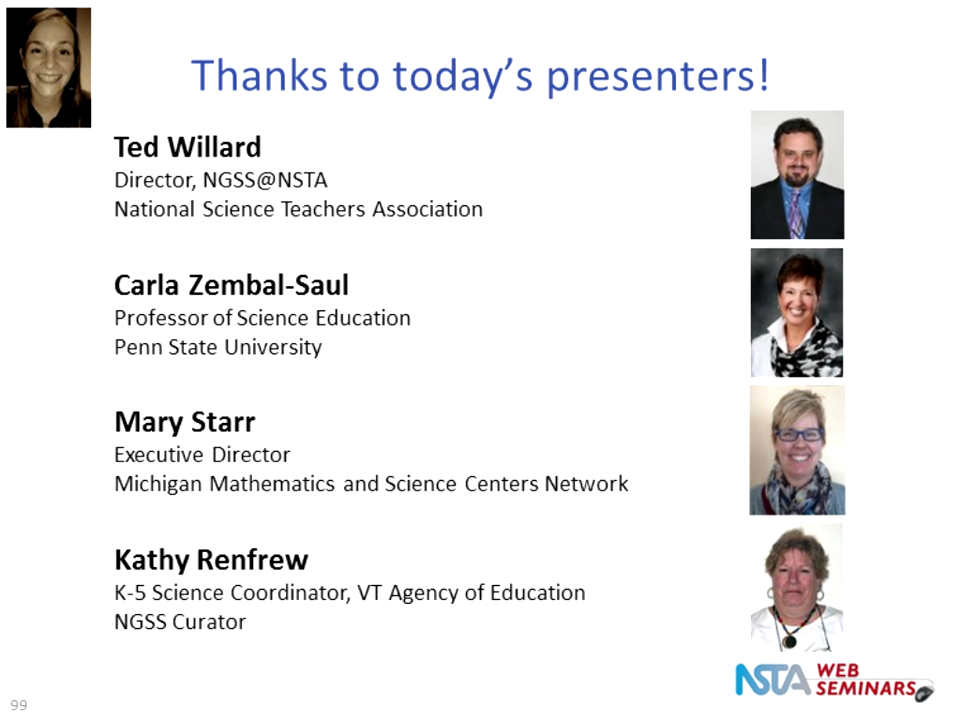 Thanks to today's presenters!
Ted Willard
Director, NGSS@NSTA
National Science Teachers Association
Carla Zembal-Saul
Professor of Science Education
Penn State University
Mary Starr
Executive Director
Michigan Mathematics and Science Centers Network
Kathy Renfrew
K-5 Science Coordinator, VT Agency of Education
NGSS Curator
NSTA WEB
SEMINARS
99